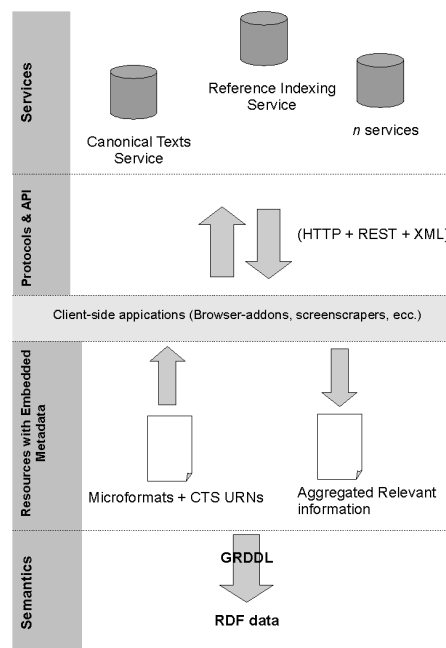 Services
Reference Indexing
Service
Canonical Texts
Service
n services
Protocols & API
(HTTP + REST + XML)
Client-side appications (Browser-addons, screenscrapers, ecc.)
Resources with Embedded
Metadata
Microformats + CTS URNs
Aggregated Relevant
information
Semantics
GRDDL
RDF data